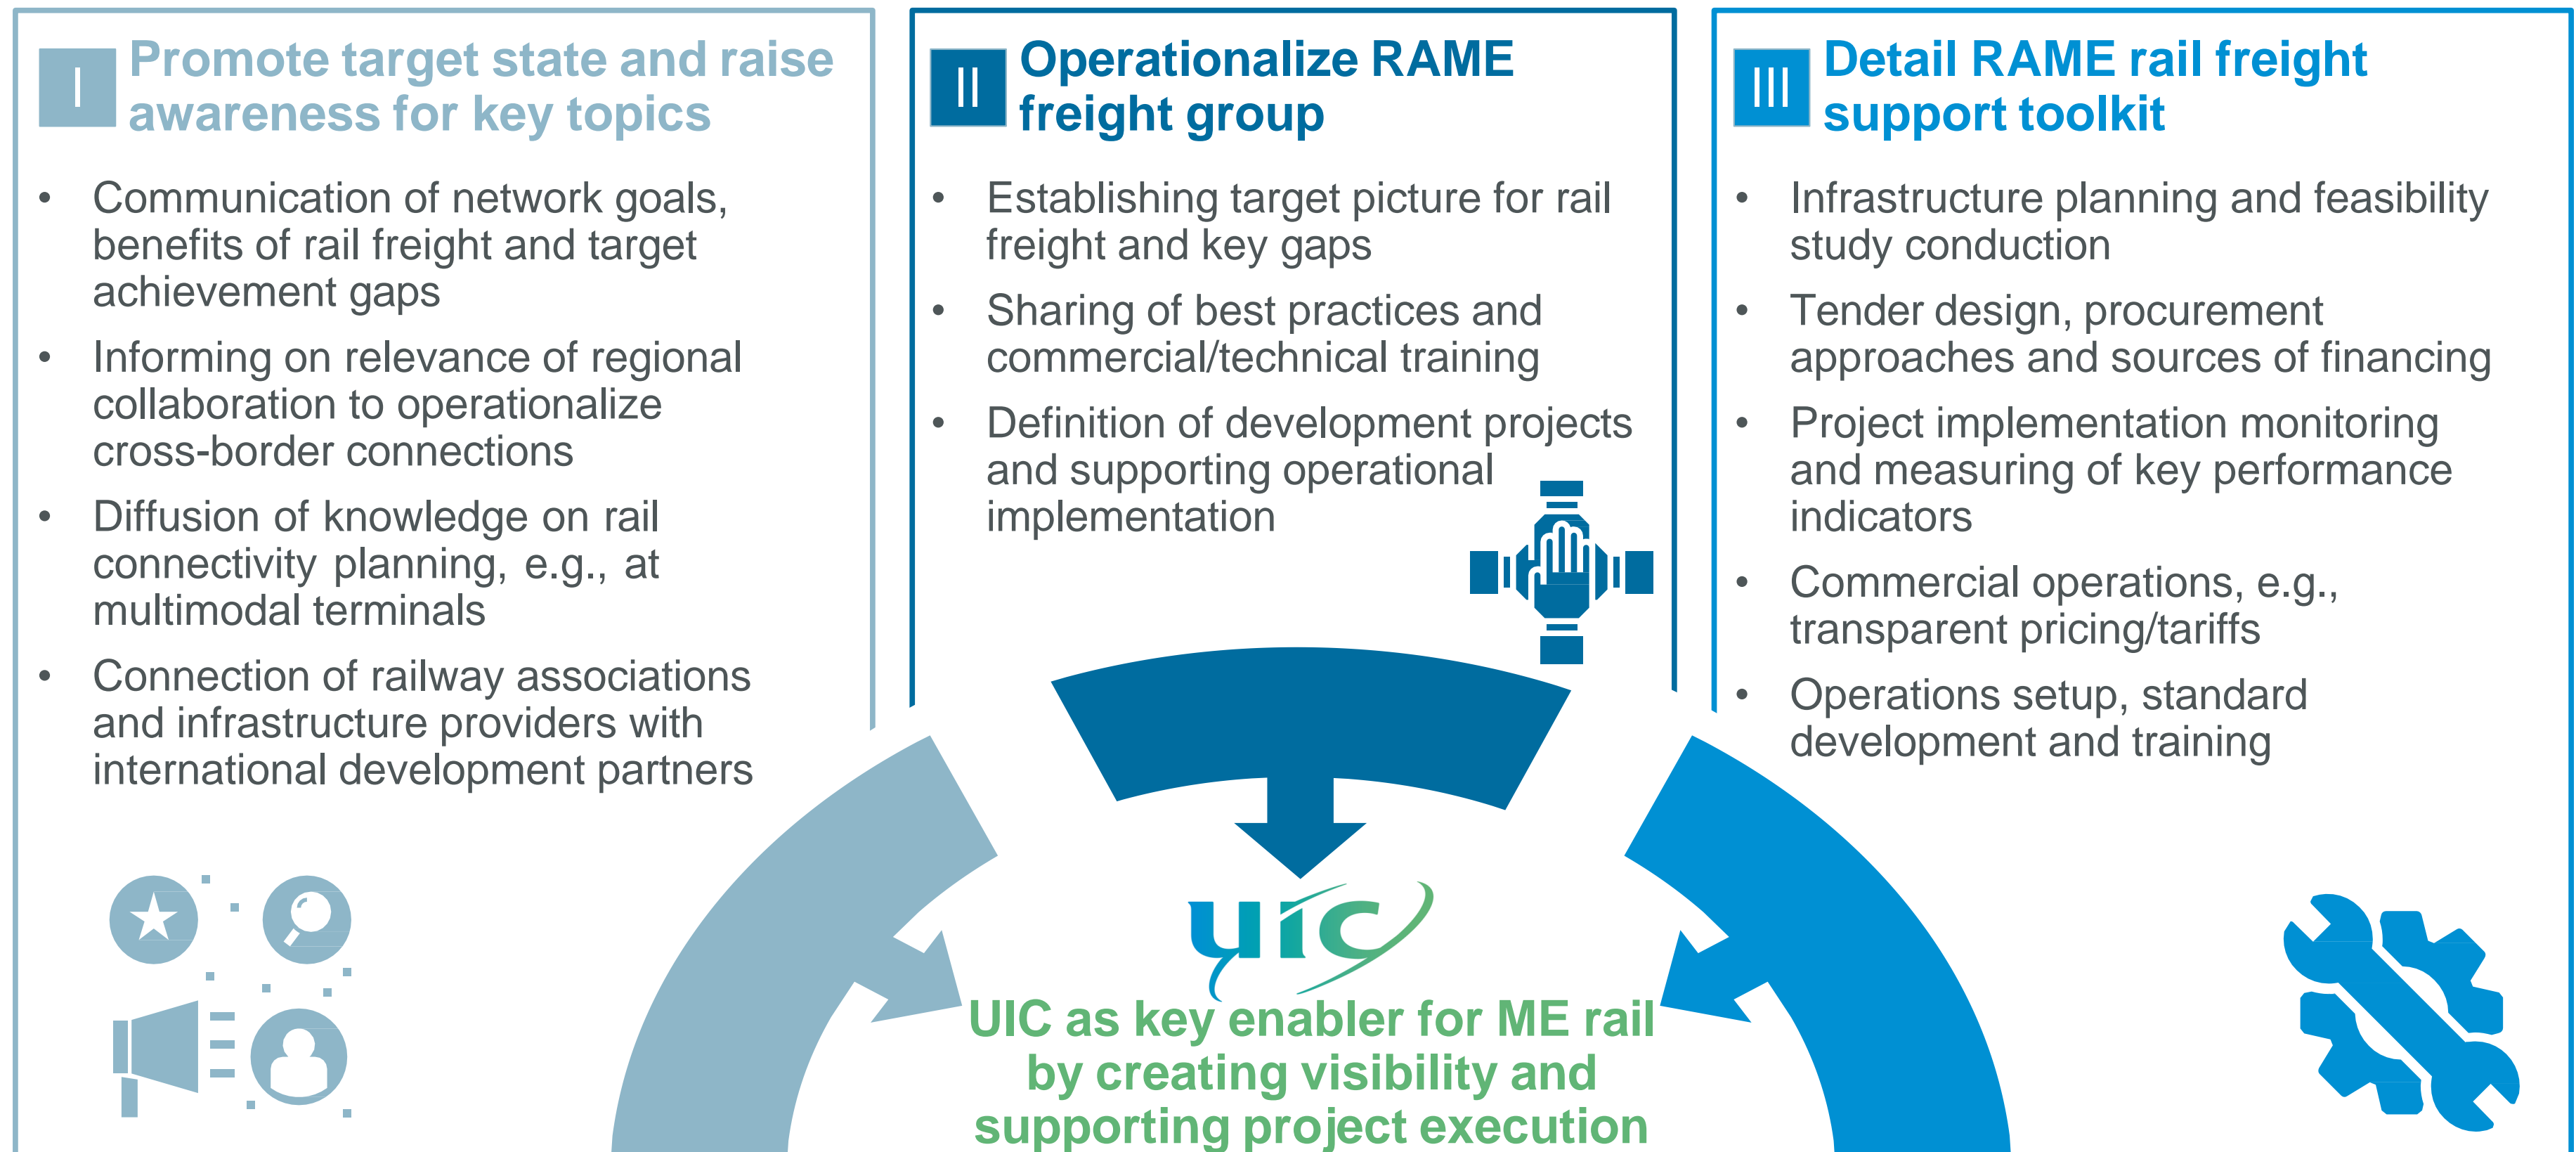 I
Promote target state and raise
awareness for key topics
• Communication of network goals,
benefits of rail freight and target
achievement gaps
• Informing on relevance of regional
collaboration to operationalize
cross-border connections
• Diffusion of knowledge on rail
connectivity planning, e.g., at
multimodal terminals
• Connection of railway associations
and infrastructure providers with
international development partners
II
Operationalize RAME
freight group
• Establishing target picture for rail
freight and key gaps
• Sharing of best practices and
commercial/technical training
• Definition of development projects
and supporting operational
implementation
III
Detail RAME rail freight
support toolkit
• Infrastructure planning and feasibility
study conduction
• Tender design, procurement
approaches and sources of financing
• Project implementation monitoring
and measuring of key performance
indicators
• Commercial operations, e.g.,
transparent pricing/tariffs
• Operations setup, standard
development and training
uic
UIC as key enabler for ME rail
by creating visibility and
supporting project execution